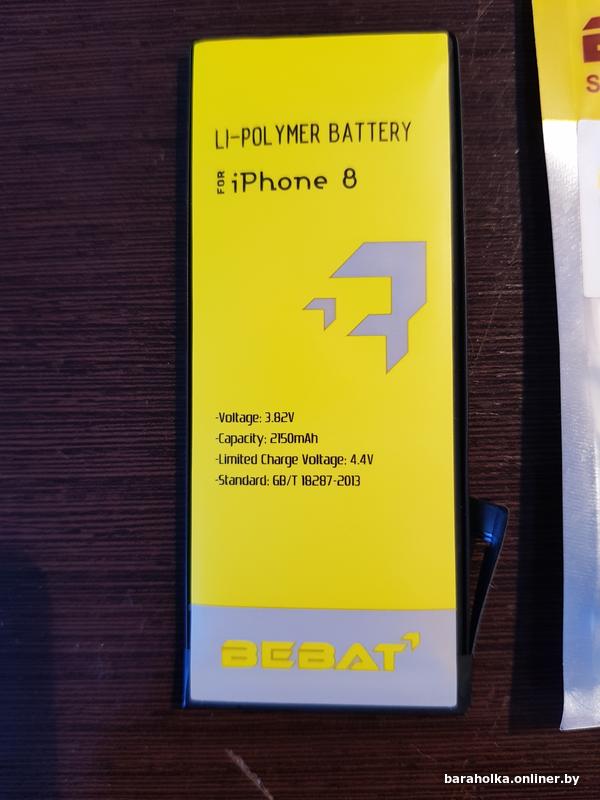 LI-POLYMER BATTERY
FOR iPhone 8
-Voltage: 3.82V
-Capacity: 2150mAh
-Limited Charge Voltage: 4.4V
-Standard: GB/T 18287-2013
BEBAT
baraholka.onliner.by